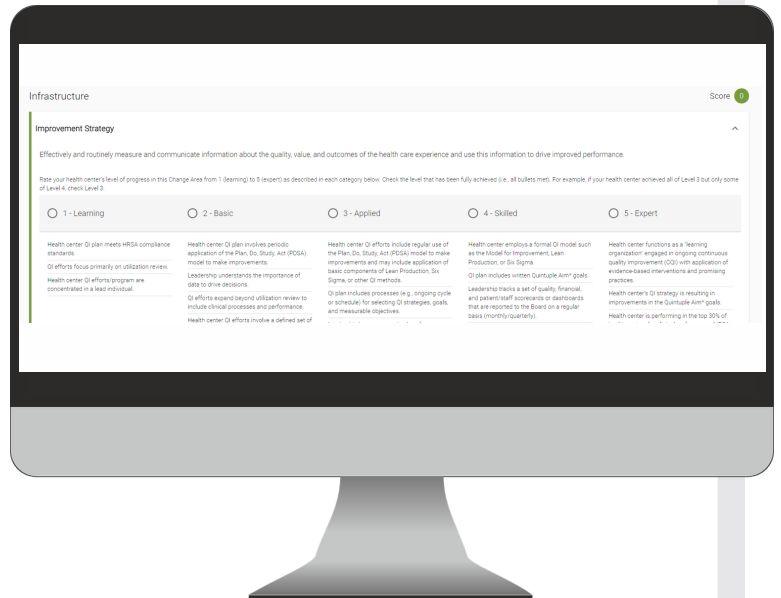 Infrastructure
Score 0
Improvement Strategy
Effectively and routinely measure and communicate information about the quality, value, and outcomes of the health care experience and use this information to drive improved performance.
Rate your health center's level of progress in this Change Area from 1 (learning) to 5 (expert) as described in each category below. Check the level that has been fully achieved (i.e., all bullets met). For example, if your health center achieved all of Level 3 but only some
of Level 4, check Level 3.
1 - Learning
Health center QI plan meets HRSA compliance
standards.
QI efforts focus primarily on utilization review.
Health center QI efforts/program are
concentrated in a lead individual.
2 - Basic
Health center QI plan involves periodic
application of the Plan, Do, Study, Act (PDSA)
model to make improvements.
Leadership understands the importance of
data to drive decisions.
QI efforts expend beyond utilization review to
include clinical processes and performance.
Health center QI efforts involve a defined set of
3 - Applied
Health center QI efforts include regular use of
the Plan, Do, Study, Act (PDSA) model to make
improvements and may include application of
basic components of Lean Production, Six
Sigma, or other QI methods.
QI plan includes processes (e.g., ongoing cycle
or schedule) for selecting QI strategies, goals,
and measurable objectives.
4 - Skilled
Health center employs a formal QI model such
as the Model for Improvement, Lean
Production, or Six Sigma.
QI plan includes written Quintuple Aim* goals.
Leadership tracks a set of quality, financial,
and patient/staff scorecards or dashboards
that are reported to the Board on a regular
basis (monthly/quarterly).
5 - Expert
Health center functions as a 'learning
organization' engaged in ongoing continuous
quality improvement (CQI) with application of
evidence-based interventions and promising
practices.
Health center's QI strategy is resulting in
improvements in the Quintuple Aim* goals.
Health center is performing in the top 30% of